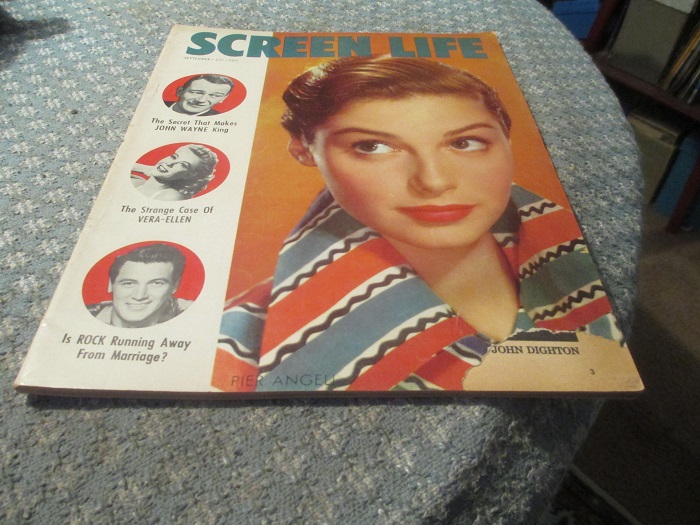 SCREEN LIFE
The Secret That Makes
JOHN WAYNE King
The Strange Case Of
VERA-ELLEN
Is ROCK Running Away
From Marriage?
PIER ANGELI
JOHN DIGHTON
3